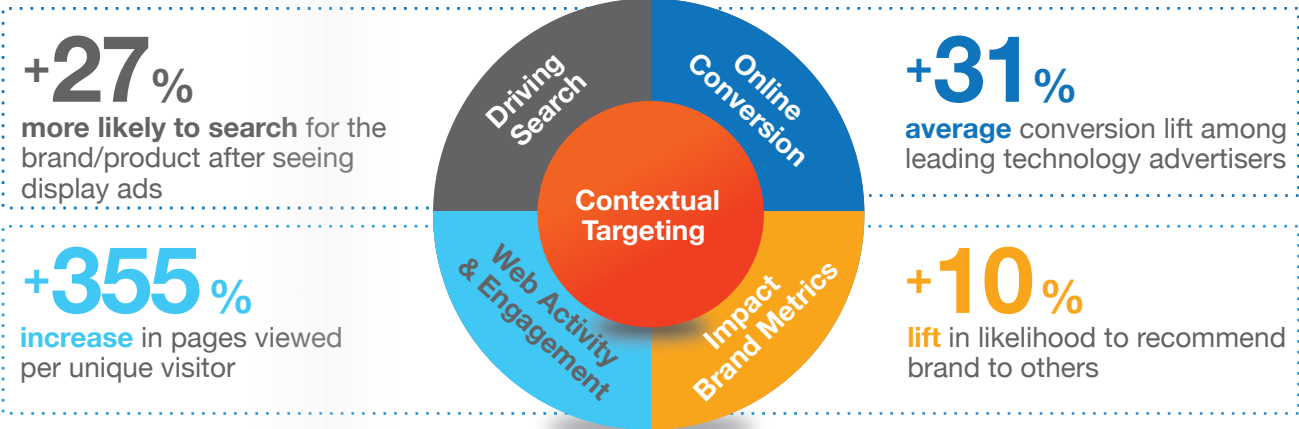 +27%
more likely to search for the
brand/product after seeing
display ads
Driving
Search
Online
Conversion
+31%
average conversion lift among
leading technology advertisers
Contextual
Targeting
+355%
increase in pages viewed
per unique visitor
Web Activity
& Engagement
Impact
Brand Metrics
+10%
lift in likelihood to recommend
brand to others